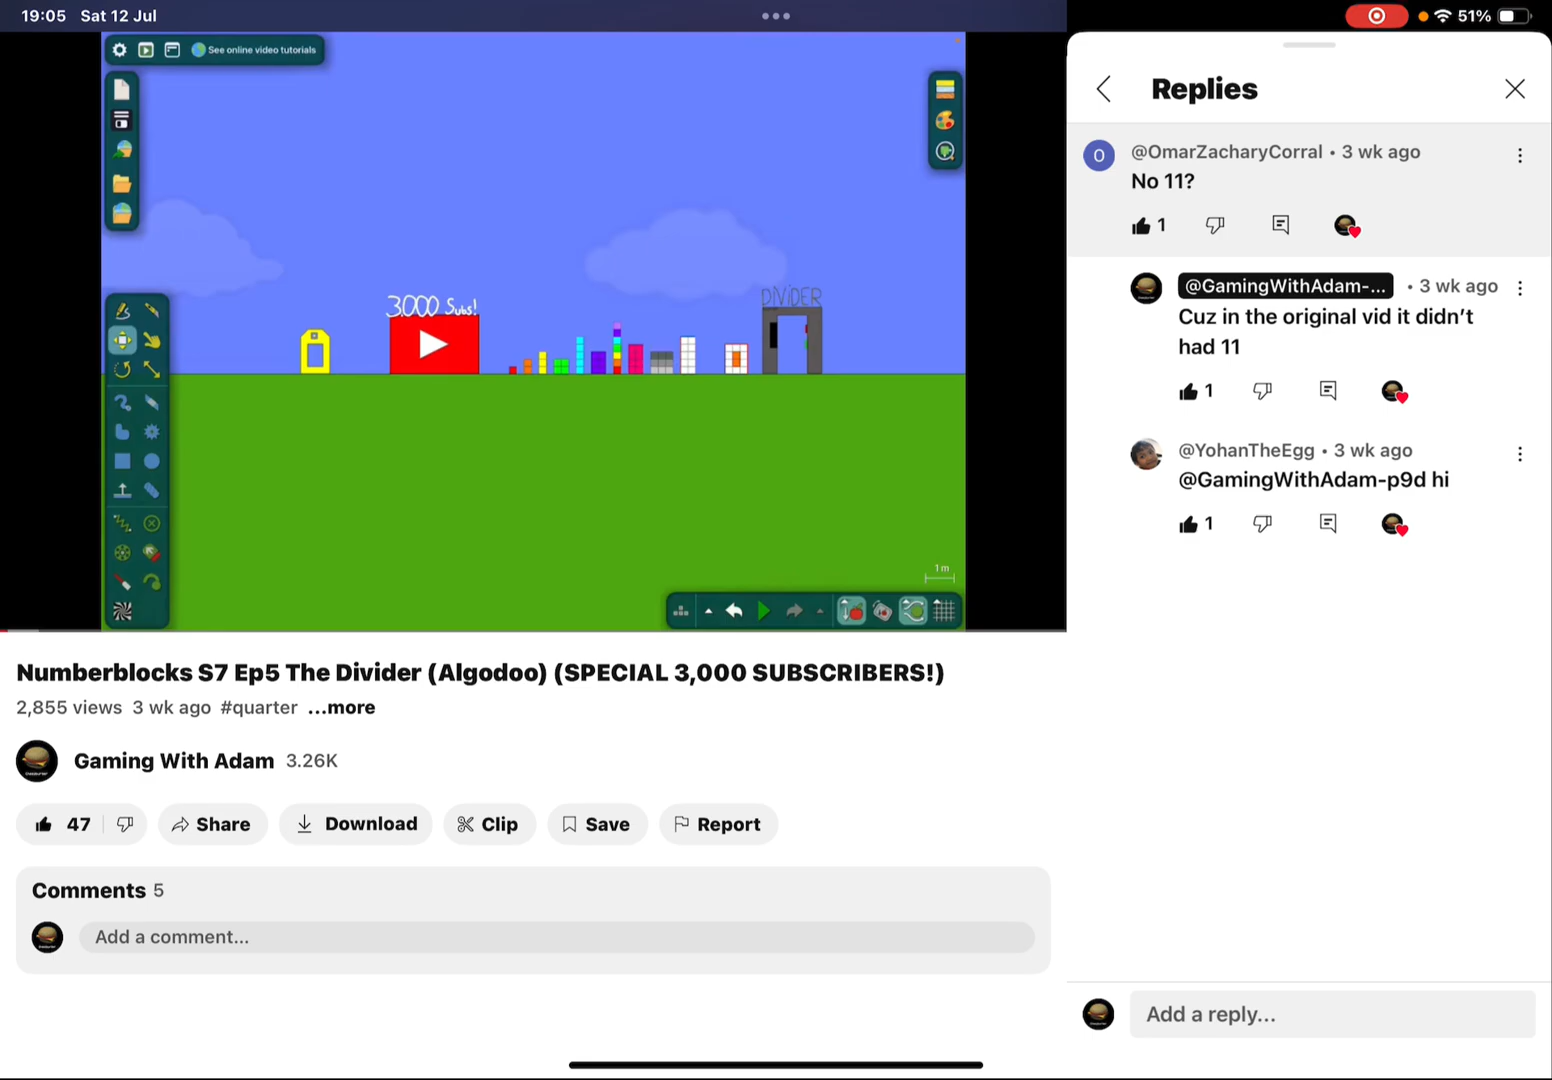 19:05 Sat 12 Jul
51%
See online video tutorials
3,000 Subs!
DIVIDER
1m
Numberblocks S7 Ep5 The Divider (Algodoo) (SPECIAL 3,000 SUBSCRIBERS!)
2,855 views 3 wk ago #quarter ...more
Gaming With Adam 3.26K
47 Share Download Clip Save Report
Comments 5
Add a comment...
Replies
O
@OmarZacharyCorral • 3 wk ago
No 11?
1
@GamingWithAdam-... • 3 wk ago
Cuz in the original vid it didn’t
had 11
1
@YohanTheEgg • 3 wk ago
@GamingWithAdam-p9d hi
1
Add a reply...